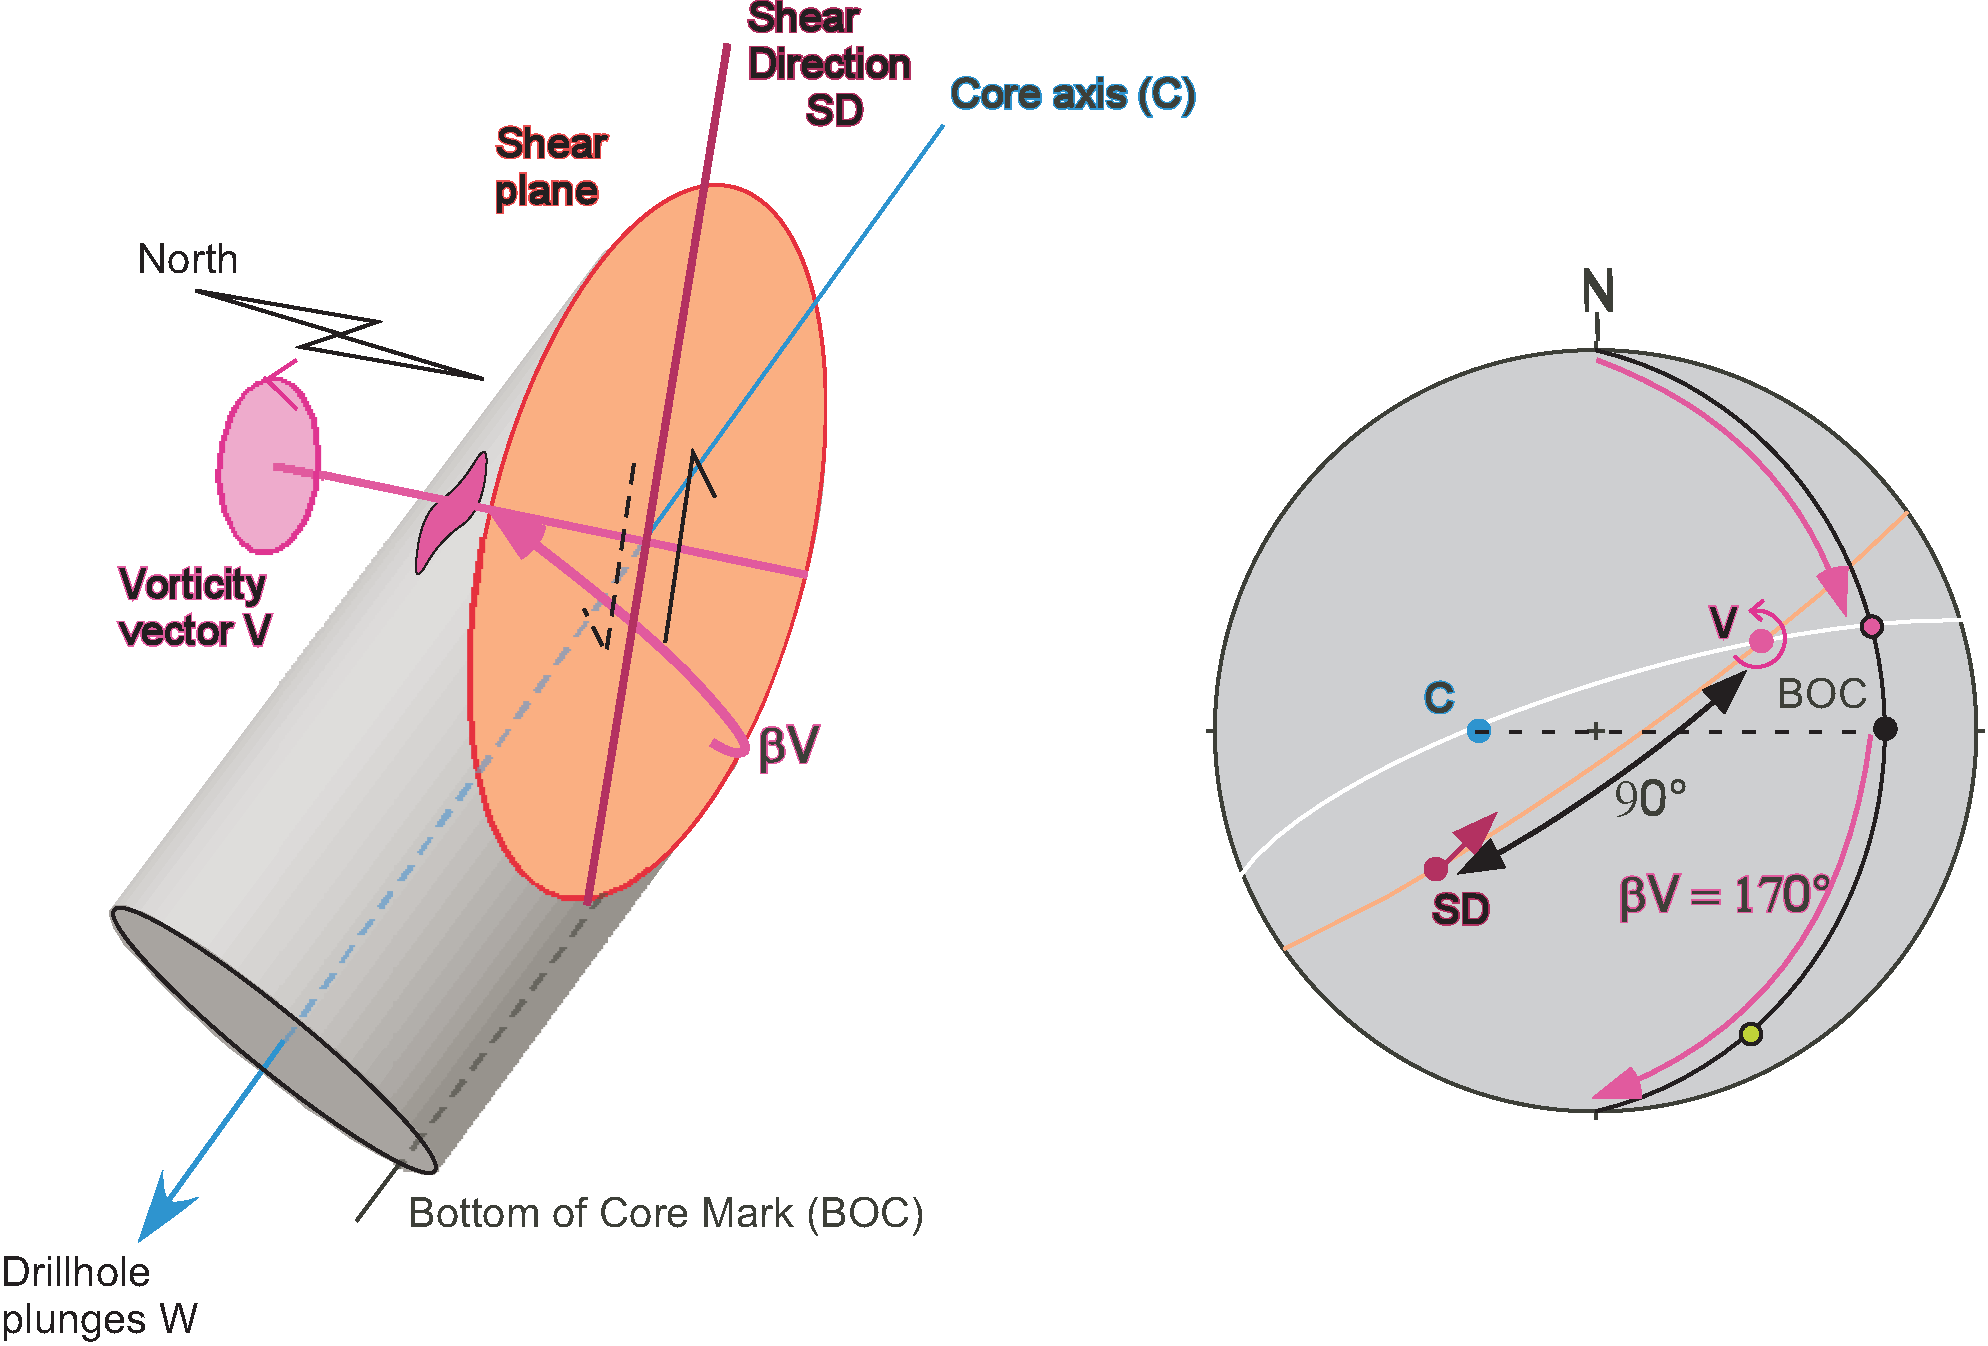 Shear
Direction
SD
Core axis (C)
Shear
plane
North
Vorticity
vector V
βV
Bottom of Core Mark (BOC)
Drillhole
plunges W
N
V
BOC
C
90°
SD
βV = 170°